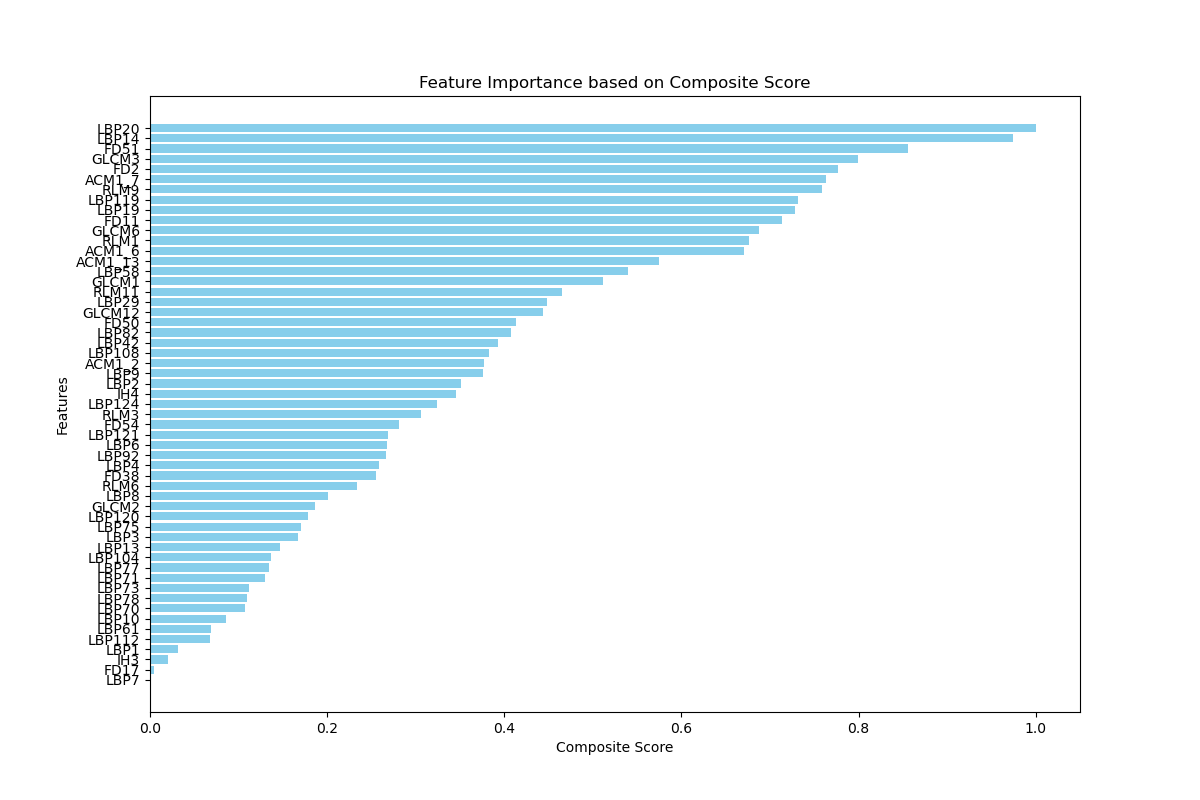 Feature Importance based on Composite Score
LBP20
LBP14
FD51
GLCM3
FD2
ACM1_7
RLM9
LBP119
LBP19
FD11
GLCM6
RLM1
ACM1_6
ACM1_13
LBP58
GLCM1
RLM11
LBP29
GLCM12
FD50
LBP82
LBP42
LBP108
ACM1_2
LBP9
LBP2
IH4
LBP124
RLM3
FD54
LBP121
LBP6
LBP92
LBP4
FD38
RLM6
LBP8
GLCM2
LBP120
LBP75
LBP3
LBP13
LBP104
LBP77
LBP71
LBP73
LBP78
LBP70
LBP10
LBP61
LBP112
LBP1
IH3
FD17
LBP7
Features
0.0 0.2 0.4 0.6 0.8 1.0
Composite Score